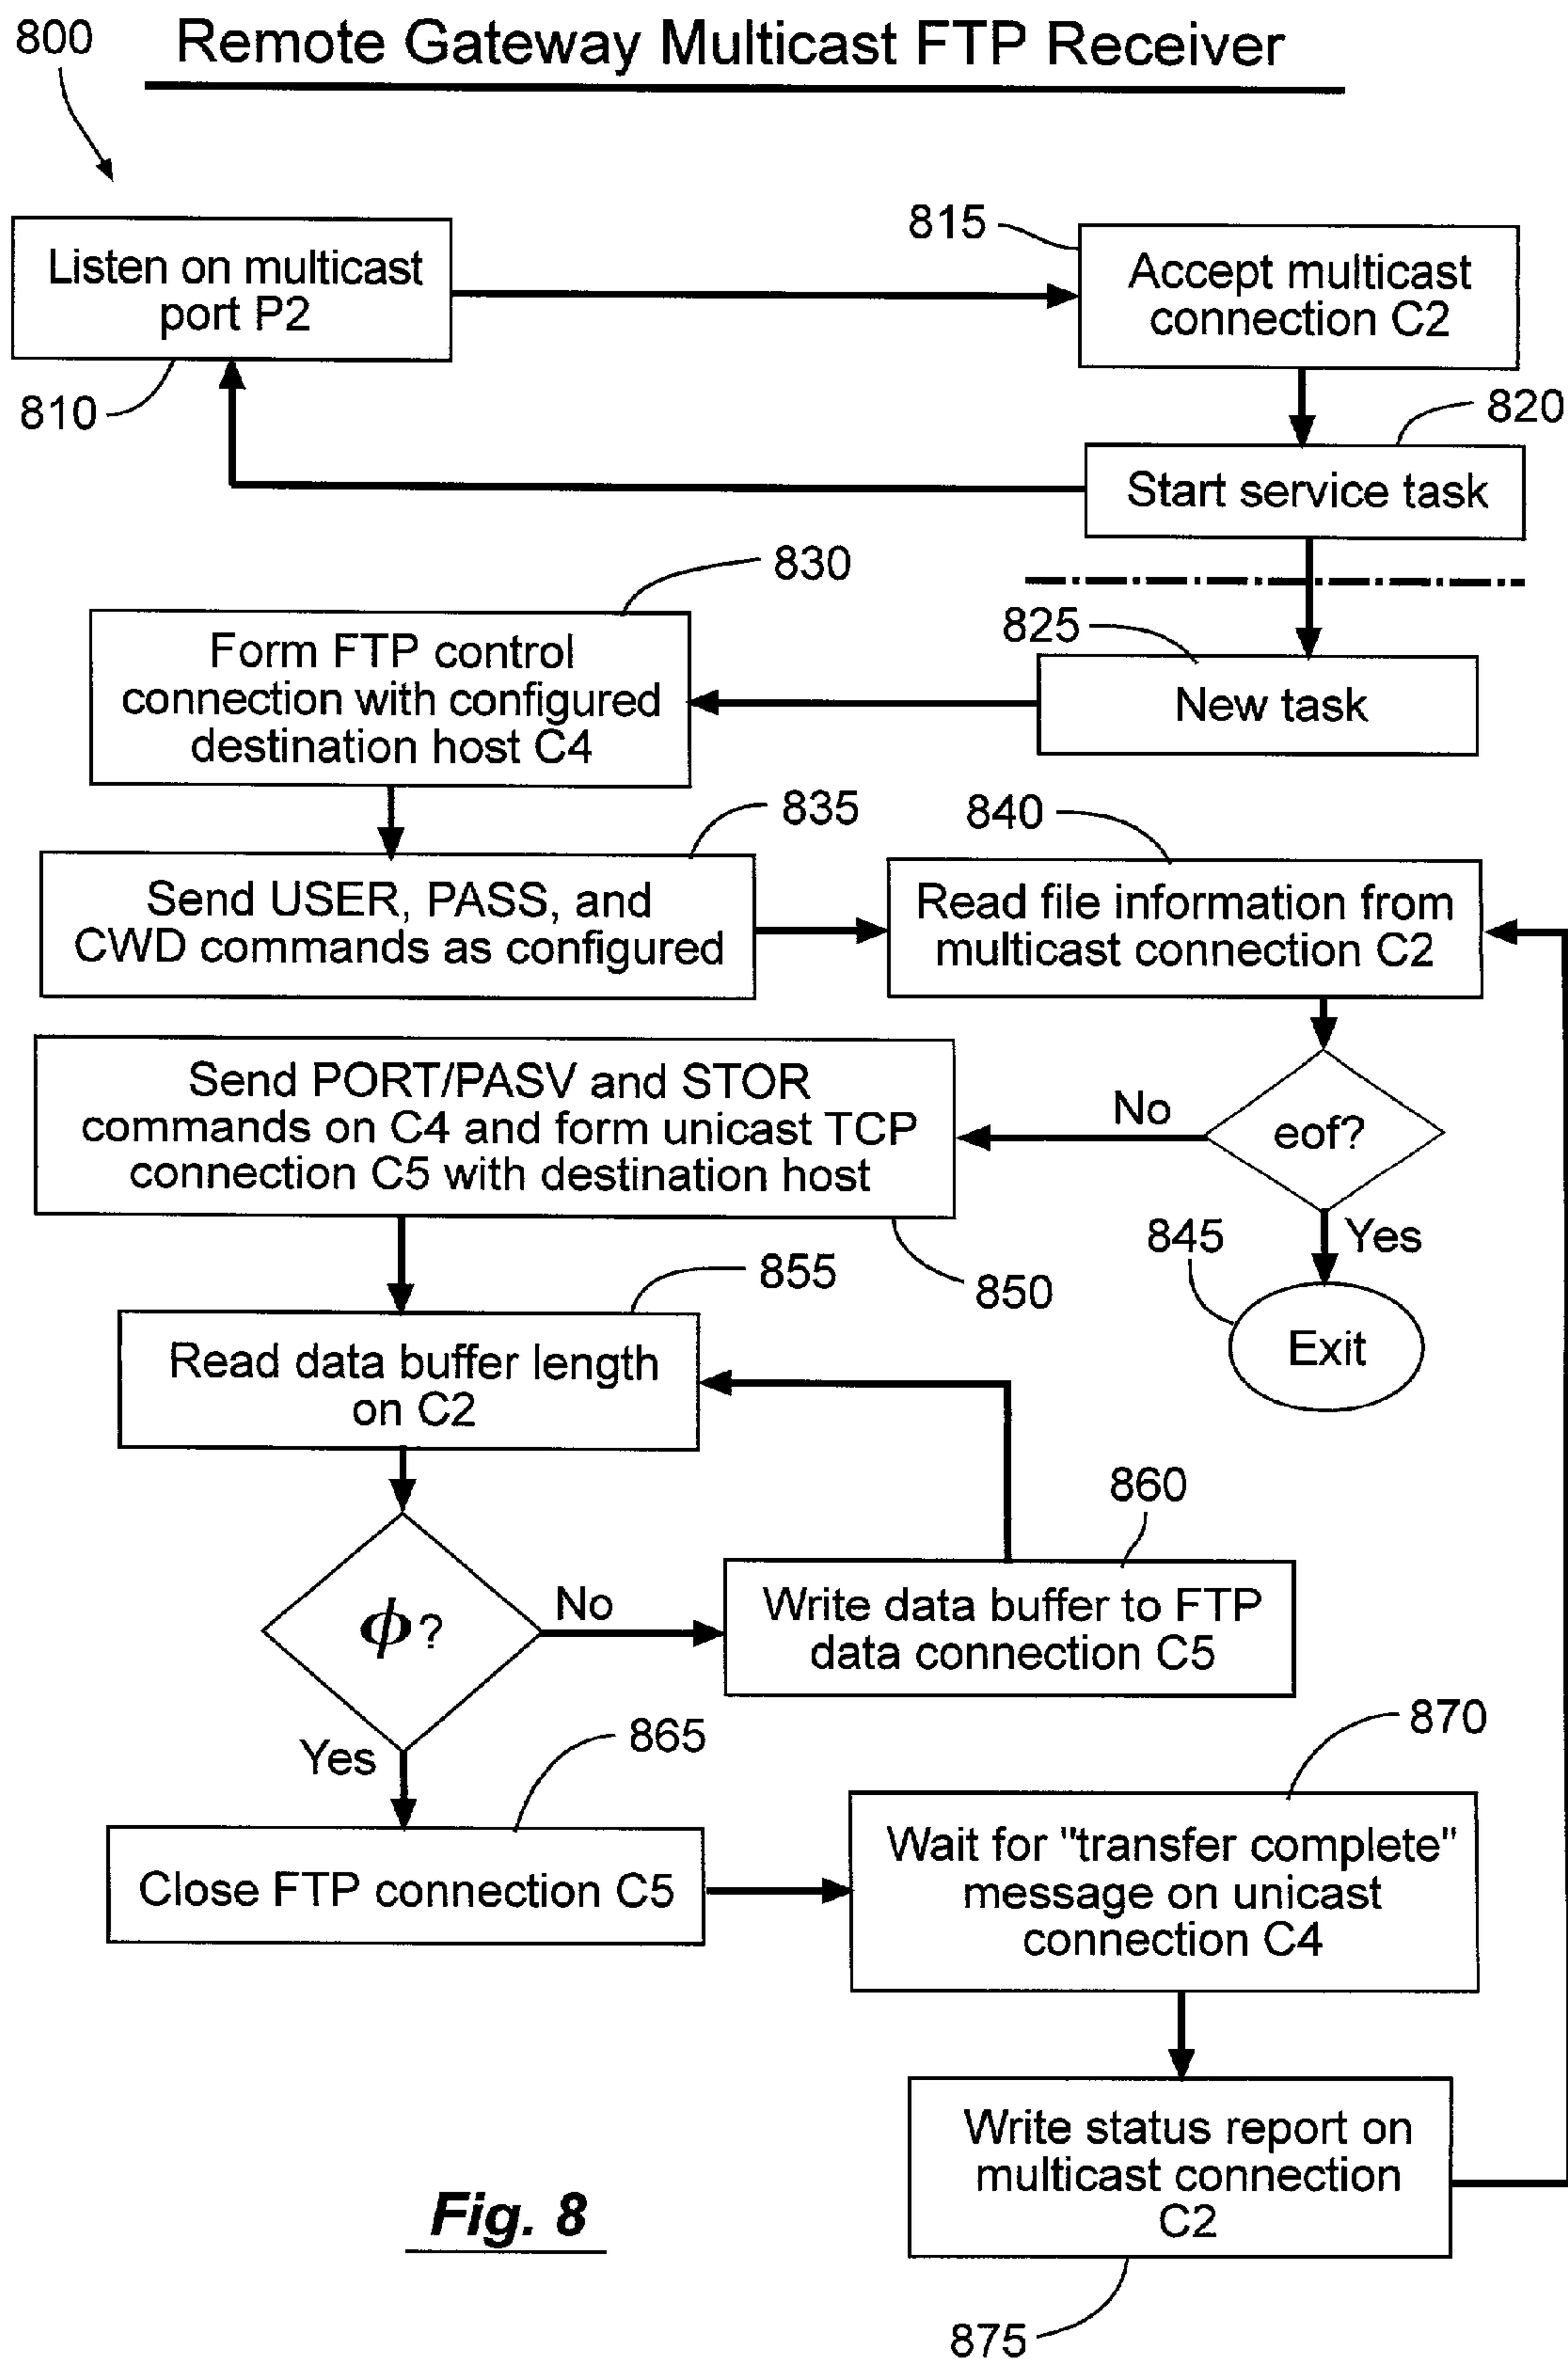 800
Remote Gateway Multicast FTP Receiver
Listen on multicast
port P2
810
815
Accept multicast
connection C2
820
Start service task
830
Form FTP control
connection with configured
destination host C4
825
New task
835
Send USER, PASS, and
CWD commands as configured
840
Read file information from
multicast connection C2
Send PORT/PASV and STOR
commands on C4 and form unicast TCP
connection C5 with destination host
No
eof?
Yes
845
Exit
850
855
Read data buffer length
on C2
860
ϕ?
No
Write data buffer to FTP
data connection C5
Yes
865
Close FTP connection C5
870
Wait for "transfer complete"
message on unicast
connection C4
Write status report on
multicast connection
C2
875
Fig. 8